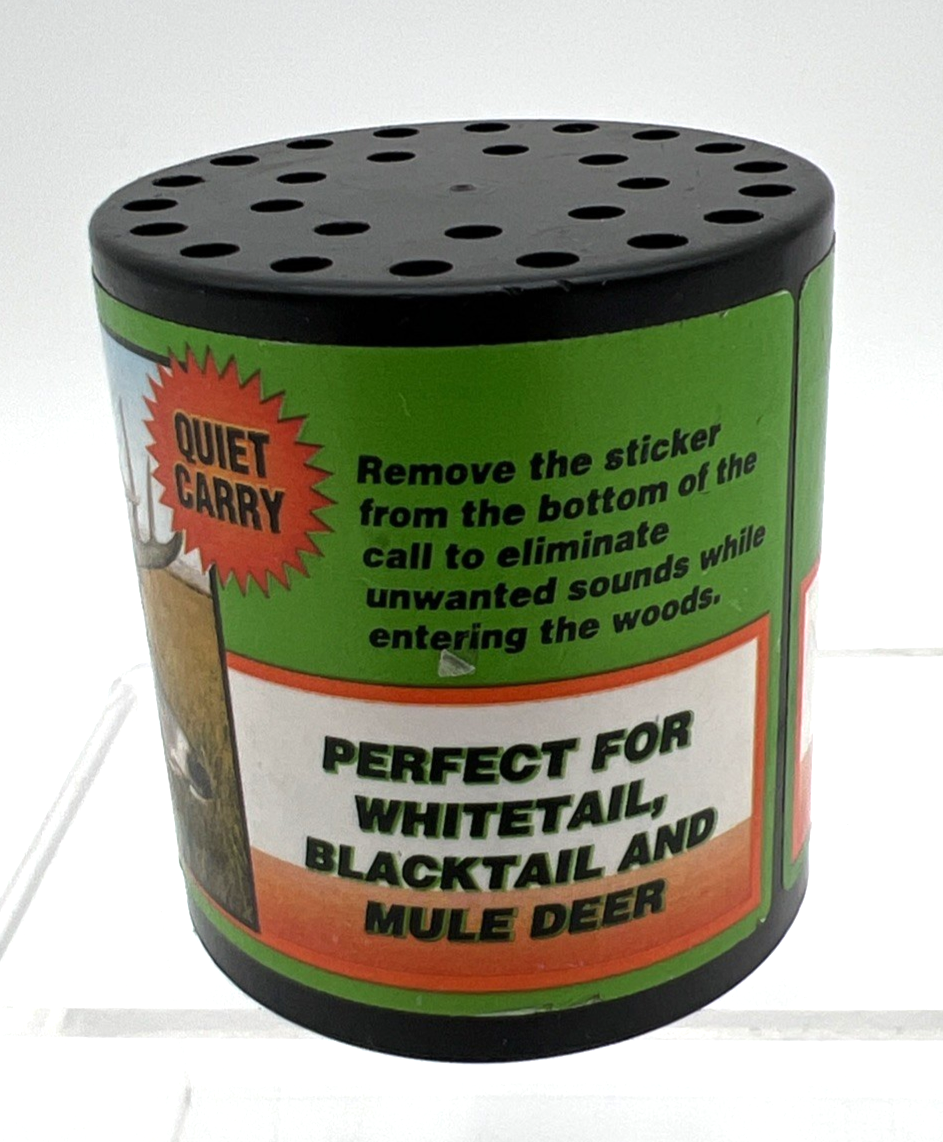 QUIET
CARRY
Remove the sticker
from the bottom of the
call to eliminate
unwanted sounds while
entering the woods.
PERFECT FOR
WHITETAIL,
BLACKTAIL AND
MULE DEER